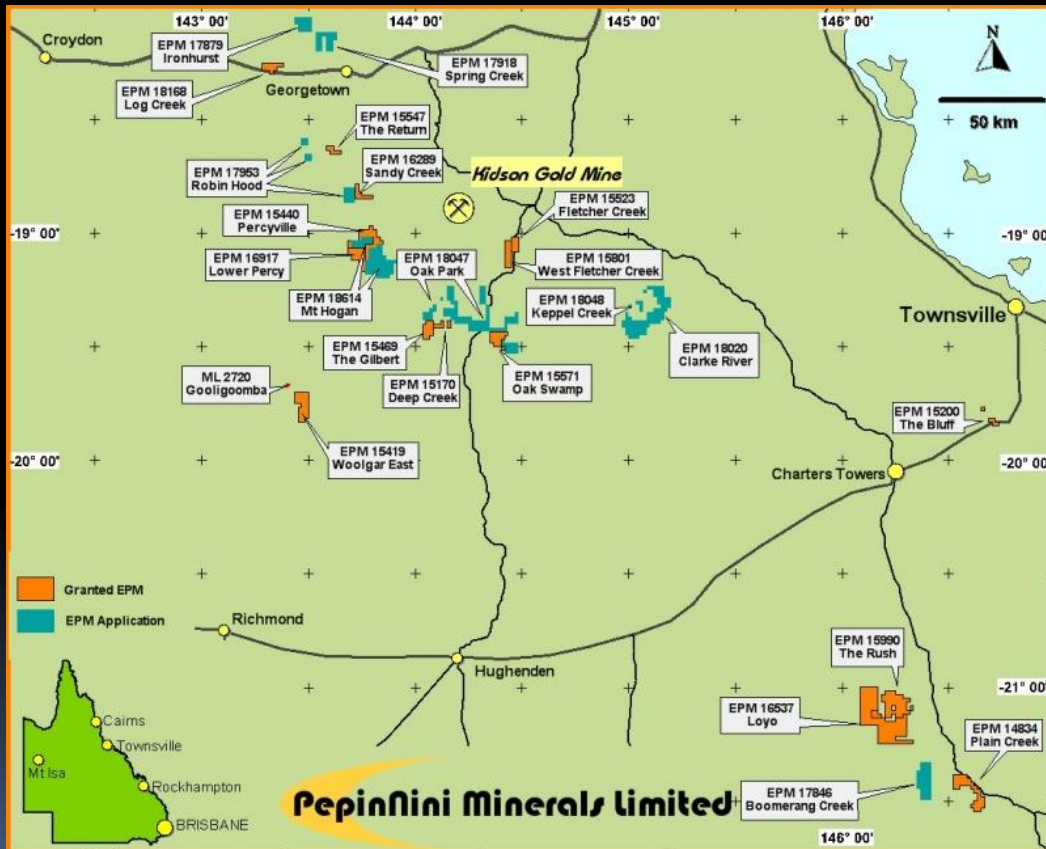 143° 00'
144° 00'
145° 00'
146° 00'
Croydon
EPM 17879
Ironhurst
EPM 17918
Spring Creek
EPM 18168
Log Creek
Georgetown
N
50 km
EPM 15547
The Return
EPM 17953
Robin Hood
EPM 16289
Sandy Creek
Kidson Gold Mine
EPM 15440
Percyville
EPM 15523
Fletcher Creek
-19° 00'
-19° 00'
EPM 16917
Lower Percy
EPM 18047
Oak Park
EPM 15801
West Fletcher Creek
EPM 18614
Mt Hogan
EPM 18048
Keppel Creek
Townsville
EPM 15469
The Gilbert
EPM 18020
Clarke River
ML 2720
Gooligoomba
EPM 15170
Deep Creek
EPM 15571
Oak Swamp
EPM 15200
The Bluff
EPM 15419
Woolgar East
-20° 00'
-20° 00'
Charters Towers
Granted EPM
EPM Application
Richmond
Hughenden
EPM 15990
The Rush
-21° 00'
EPM 16537
Loyo
EPM 14834
Plain Creek
EPM 17846
Boomerang Creek
Cairns
Townsville
Mt Isa
Rockhampton
BRISBANE
PepinNini Minerals Limited
146° 00'